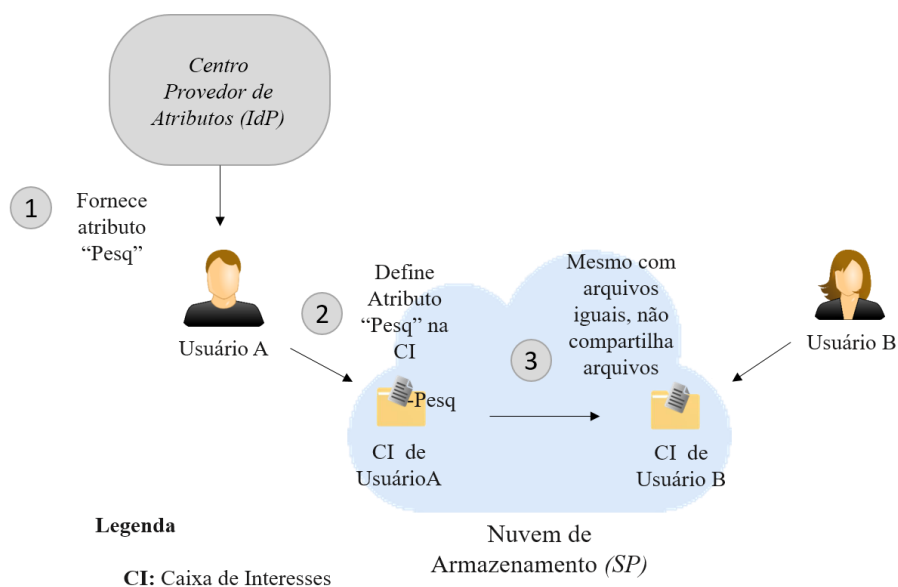 Centro
Provedor de
Atributos (IdP)
1
Fornece
atributo
“Pesq”
Usuário A
2
Define
Atributo
“Pesq” na
CI
3
Mesmo com
arquivos
iguais, não
compartilha
arquivos
Usuário B
-Pesq
CI de
UsuárioA
CI de
Usuário B
Nuvem de
Armazenamento (SP)
Legenda
CI: Caixa de Interesses